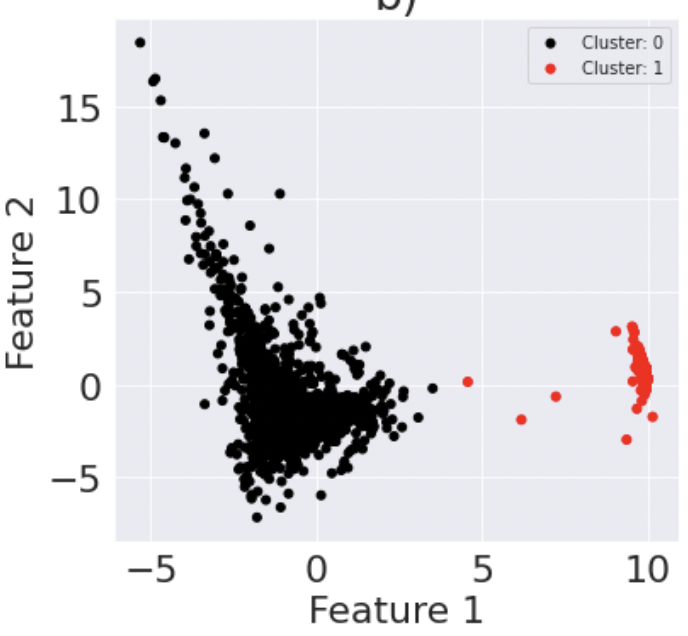 b)
Cluster: 0
Cluster: 1
15
10
5
0
−5
Feature 2
−5 0 5 10
Feature 1